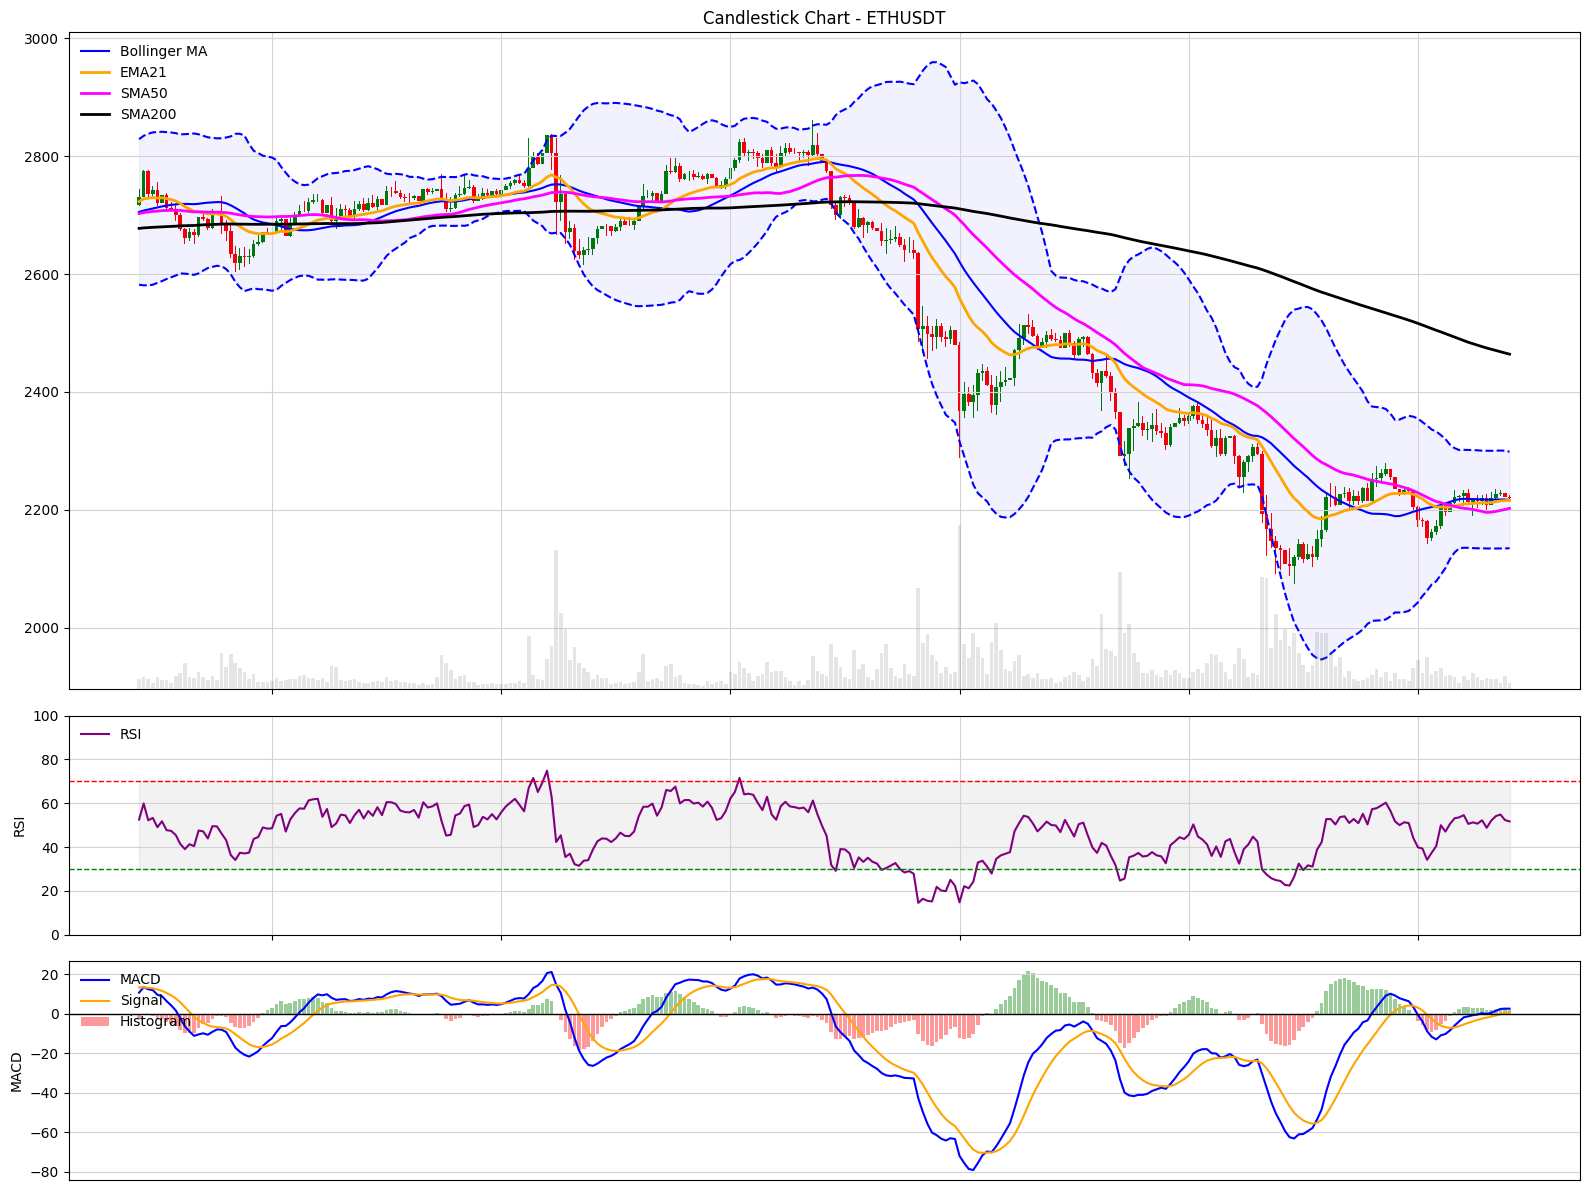 Candlestick Chart - ETHUSDT
3000
2800
2600
2400
2200
2000
Bollinger MA
EMA21
SMA50
SMA200
100
80
60
40
20
0
RSI
RSI
20
0
−20
−40
−60
−80
MACD
MACD
Signal
Histogram